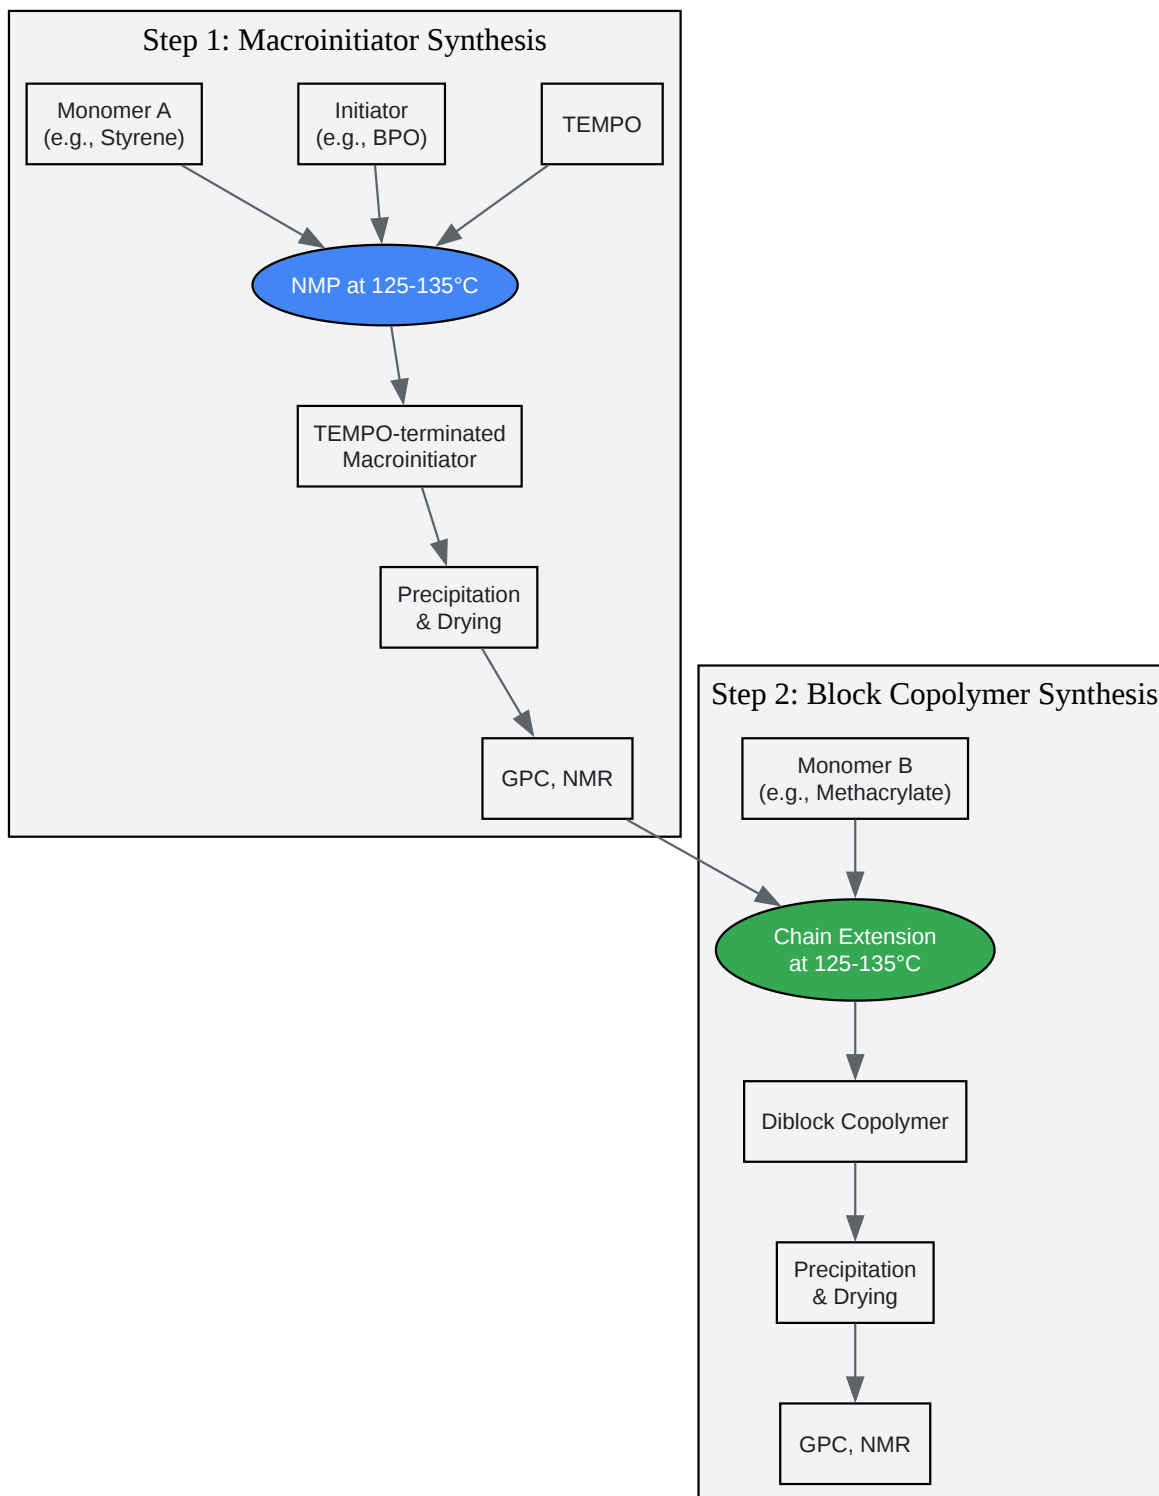 Step 1: Macroinitiator Synthesis
Monomer A
(e.g., Styrene)
Initiator
(e.g., BPO)
TEMPO
NMP at 125-135°C
TEMPO-terminated
Macroinitiator
Precipitation
& Drying
GPC, NMR
Step 2: Block Copolymer Synthesis
Monomer B
(e.g., Methacrylate)
Chain Extension
at 125-135°C
Diblock Copolymer
Precipitation
& Drying
GPC, NMR